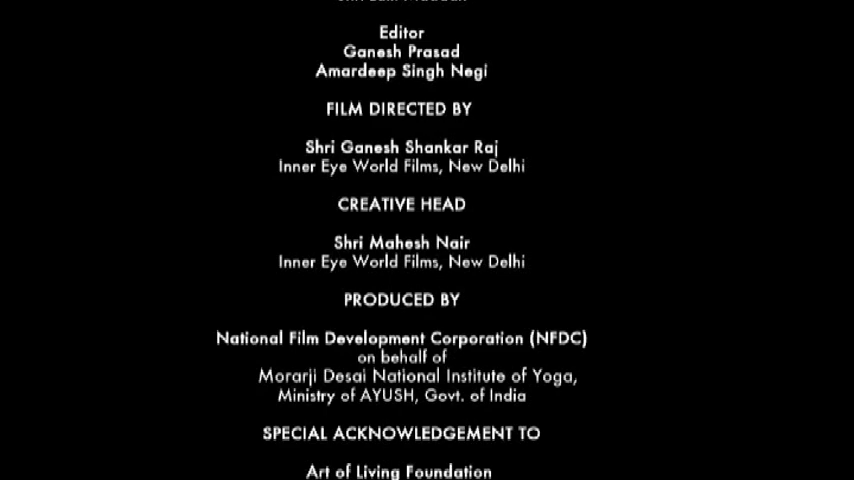 Editor
Ganesh Prasad
Amardeep Singh Negi
FILM DIRECTED BY
Shri Ganesh Shankar Raj
Inner Eye World Films, New Delhi
CREATIVE HEAD
Shri Mahesh Nair
Inner Eye World Films, New Delhi
PRODUCED BY
National Film Development Corporation (NFDC)
on behalf of
Morarji Desai National Institute of Yoga,
Ministry of AYUSH, Govt. of India
SPECIAL ACKNOWLEDGEMENT TO
Art of Living Foundation